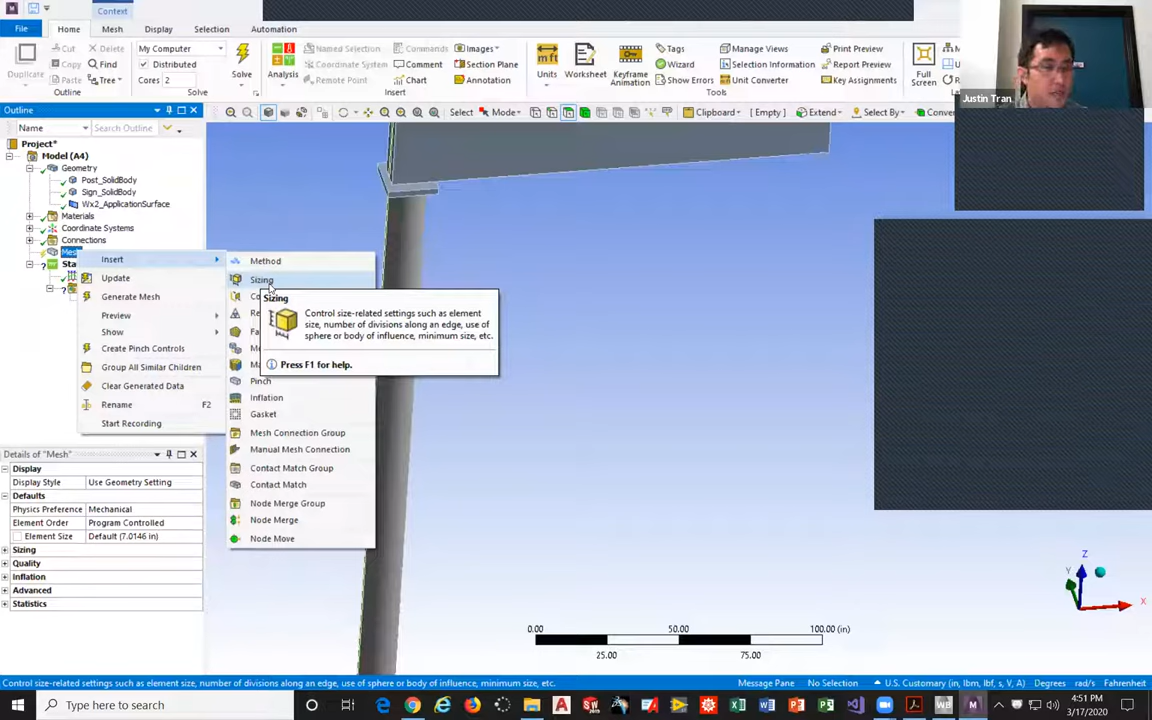 Context
File
Home
Mesh
Display
Selection
Automation
Duplicate
Cut
Delete
Copy
Find
Paste
Tree
Outline
My Computer
Distributed
Cores 2
Solve
Solve
Analysis
Named Selection
Coordinate System
Remote Point
Insert
Commands
Comment
Chart
Images
Section Plane
Annotation
Units
Worksheet
Keyframe Animation
Tags
Wizard
Show Errors
Manage Views
Selection Information
Unit Converter
Tools
Print Preview
Report Preview
Key Assignments
Full Screen
Justin Tran
Outline
Name
Search Outline
Select
Mode
Clipboard
[ Empty ]
Extend
Select By
Conver
Project*
Model (A4)
Geometry
Post_SolidBody
Sign_SolidBody
Wx2_ApplicationSurface
Materials
Coordinate Systems
Connections
Mes
Sta
Insert
Update
Generate Mesh
Preview
Show
Create Pinch Controls
Group All Similar Children
Clear Generated Data
Rename F2
Start Recording
Method
Sizing
Co
Re
Fa
Me
Ma
Pinch
Inflation
Gasket
Mesh Connection Group
Manual Mesh Connection
Contact Match Group
Contact Match
Node Merge Group
Node Merge
Node Move
Sizing
Control size-related settings such as element
size, number of divisions along an edge, use of
sphere or body of influence, minimum size, etc.
Press F1 for help.
Details of "Mesh"
Display
Display Style Use Geometry Setting
Defaults
Physics Preference Mechanical
Element Order Program Controlled
Element Size Default (7.0146 in)
Sizing
Quality
Inflation
Advanced
Statistics
0.00 50.00 100.00 (in)
25.00 75.00
Z
Y
X
Control size-related settings such as element size, number of divisions along an edge, use of sphere or body of influence, minimum size, etc.
Message Pane
No Selection
U.S. Customary (in, lbm, lbf, s, V, A)
Degrees
rad/s
Fahrenheit
Type here to search
4:51 PM
3/17/2020